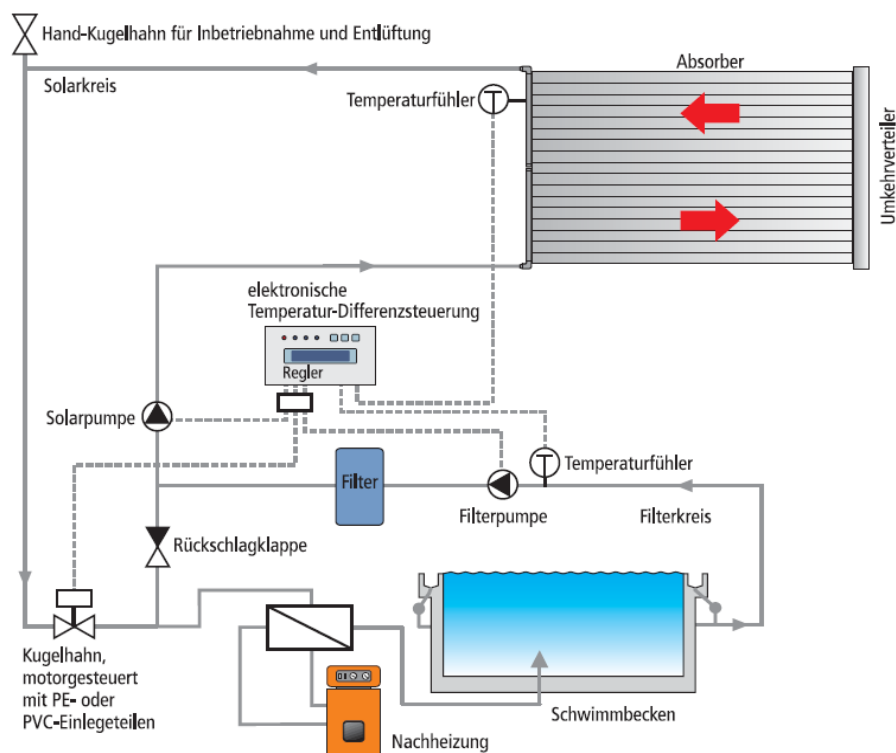 Hand-Kugelhahn für Inbetriebnahme und Entlüftung
Solarkreis
Absorber
Temperaturfühler
Umkehrverteiler
elektronische
Temperatur-Differenzsteuerung
Regler
Solarpumpe
Filter
Temperaturfühler
Filterpumpe
Filterkreis
Rückschlagklappe
Kugelhahn,
motorgesteuert
mit PE- oder
PVC-Einlegeteilen
Schwimmbecken
Nachheizung